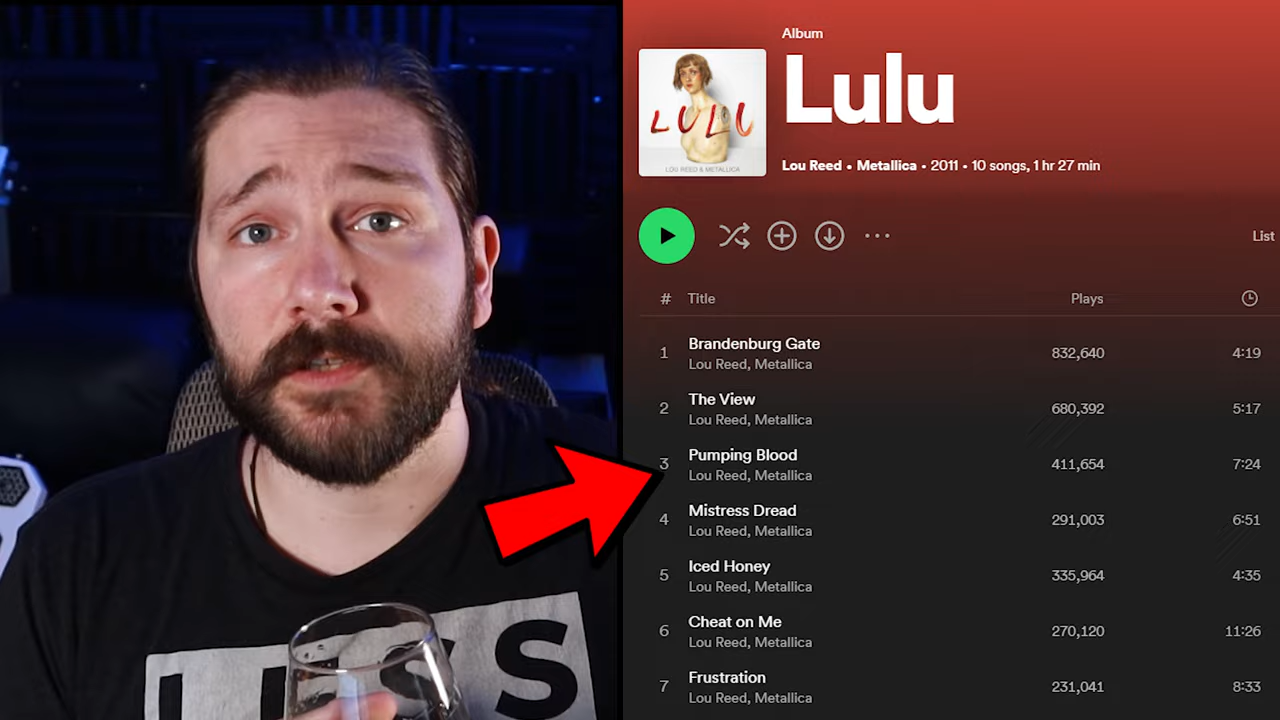 Album
Lulu
LULU
LOU REED & METALLICA
Lou Reed • Metallica • 2011 • 10 songs, 1 hr 27 min
List
# Title Plays
1 Brandenburg Gate 832,640 4:19
Lou Reed, Metallica
2 The View 680,392 5:17
Lou Reed, Metallica
3 Pumping Blood 411,654 7:24
Lou Reed, Metallica
4 Mistress Dread 291,003 6:51
Lou Reed, Metallica
5 Iced Honey 335,964 4:35
Lou Reed, Metallica
6 Cheat on Me 270,120 11:26
Lou Reed, Metallica
7 Frustration 231,041 8:33
Lou Reed, Metallica